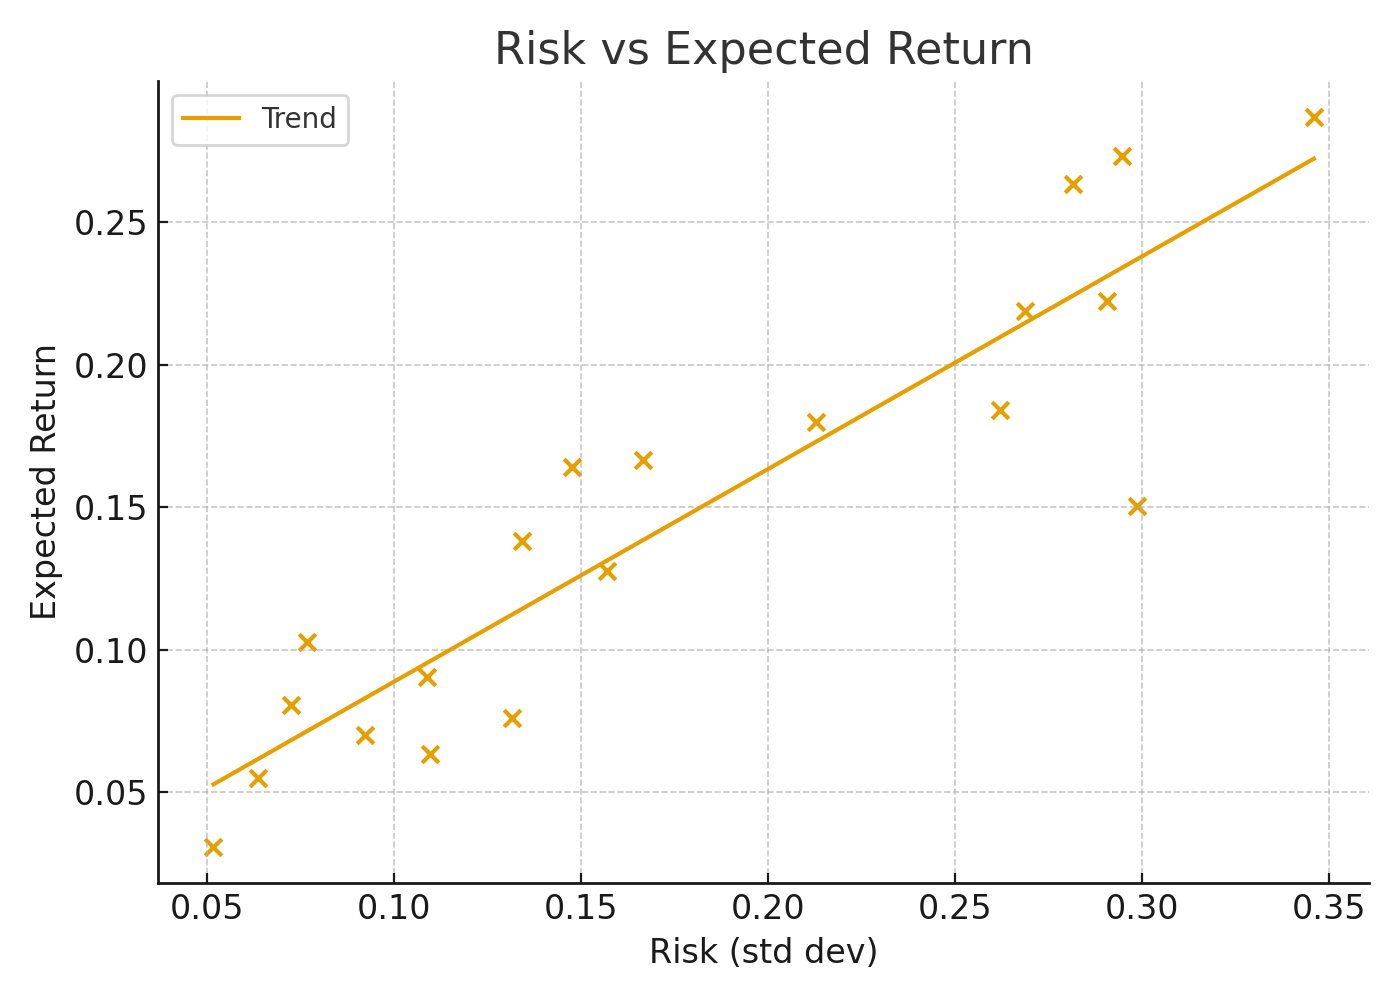 Risk vs Expected Return
Trend
Expected Return
0.25
0.20
0.15
0.10
0.05
0.05 0.10 0.15 0.20 0.25 0.30 0.35
Risk (std dev)